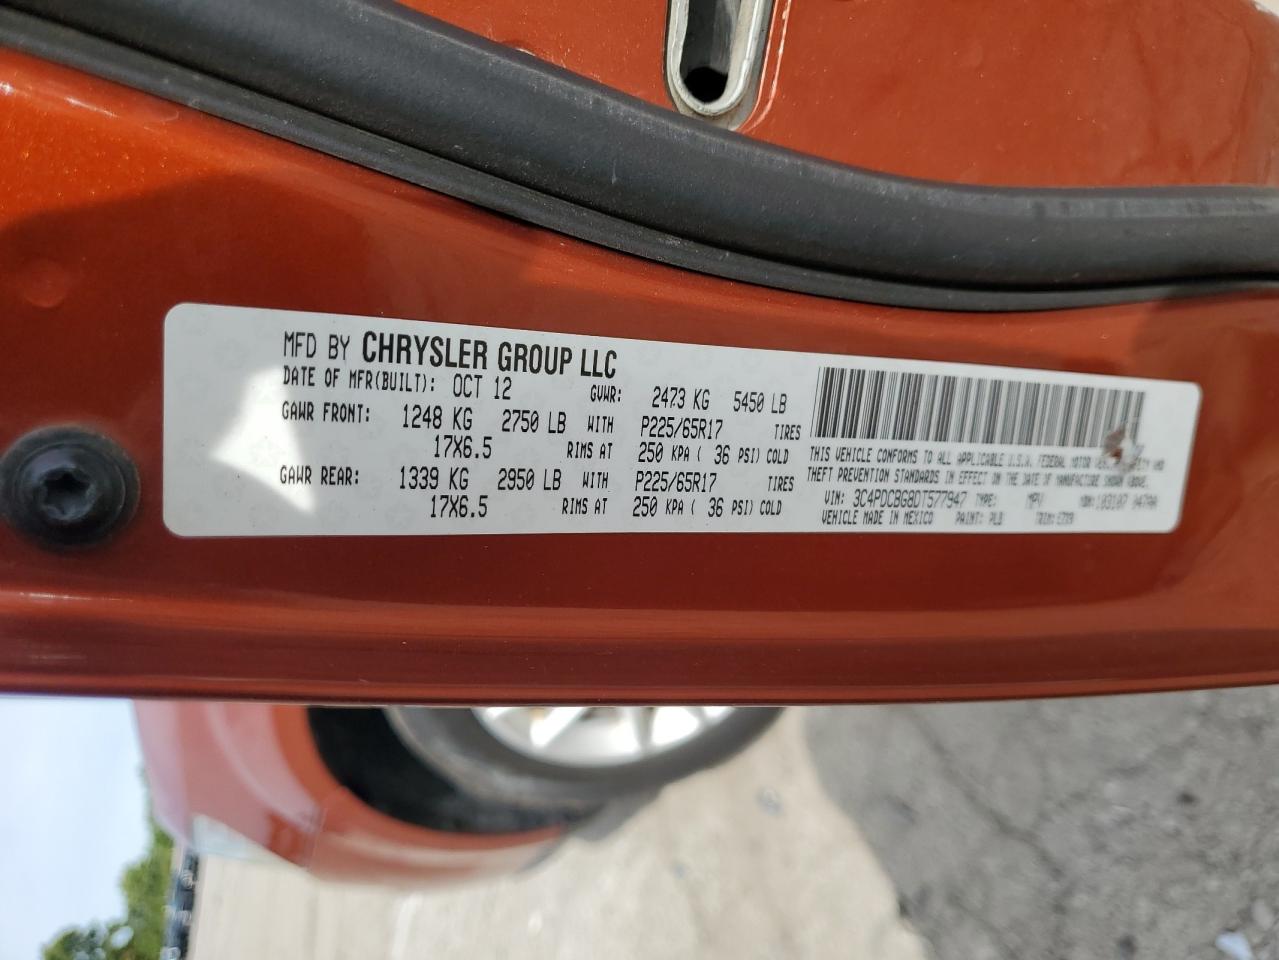 MFD BY CHRYSLER GROUP LLC
DATE OF MFR(BUILT): OCT 12 GVWR: 2473 KG 5450 LB
GAWR FRONT: 1248 KG 2750 LB WITH P225/65R17 TIRES
17X6.5 RIMS AT 250 KPA ( 36 PSI) COLD
GAWR REAR: 1339 KG 2950 LB WITH P225/65R17 TIRES
17X6.5 RIMS AT 250 KPA ( 36 PSI) COLD
THIS VEHICLE CONFORMS TO ALL APPLICABLE U.S.A. FEDERAL MOTOR AND
THEFT PREVENTION STANDARDS IN EFFECT ON THE DATE OF MANUFACTURE SHOWN ABOVE.
VIN: 3C4PDCBG8DT577947 TYPE: MPV MDH: 103107
VEHICLE MADE IN MEXICO PAINT: PLB TRIM: